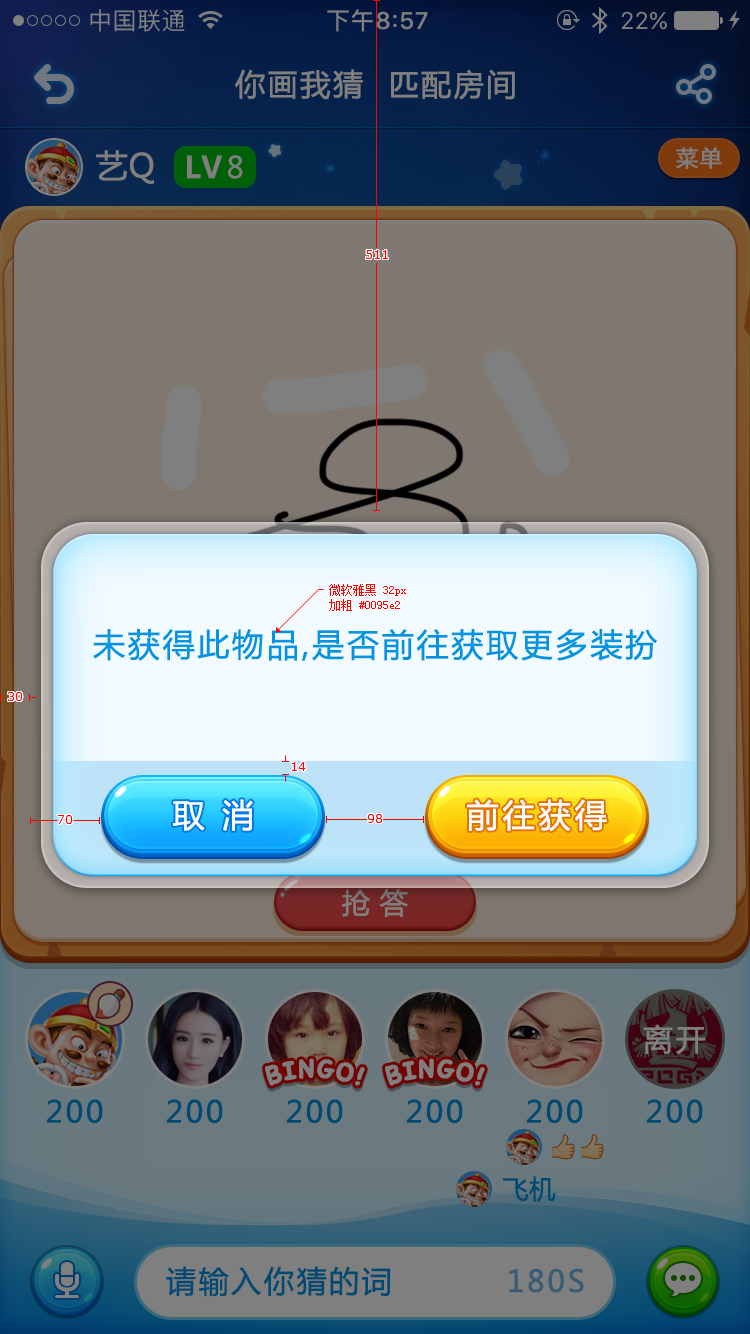 中国联通 下午8:57 22%
你画我猜 匹配房间
艺Q LV8 菜单
511
微软雅黑 32px
加粗 #0095e2
未获得此物品,是否前往获取更多装扮
30
14
70 取消 98 前往获得
抢答
离开
BINGO! BINGO!
200 200 200 200 200 200
飞机
请输入你猜的词 180S